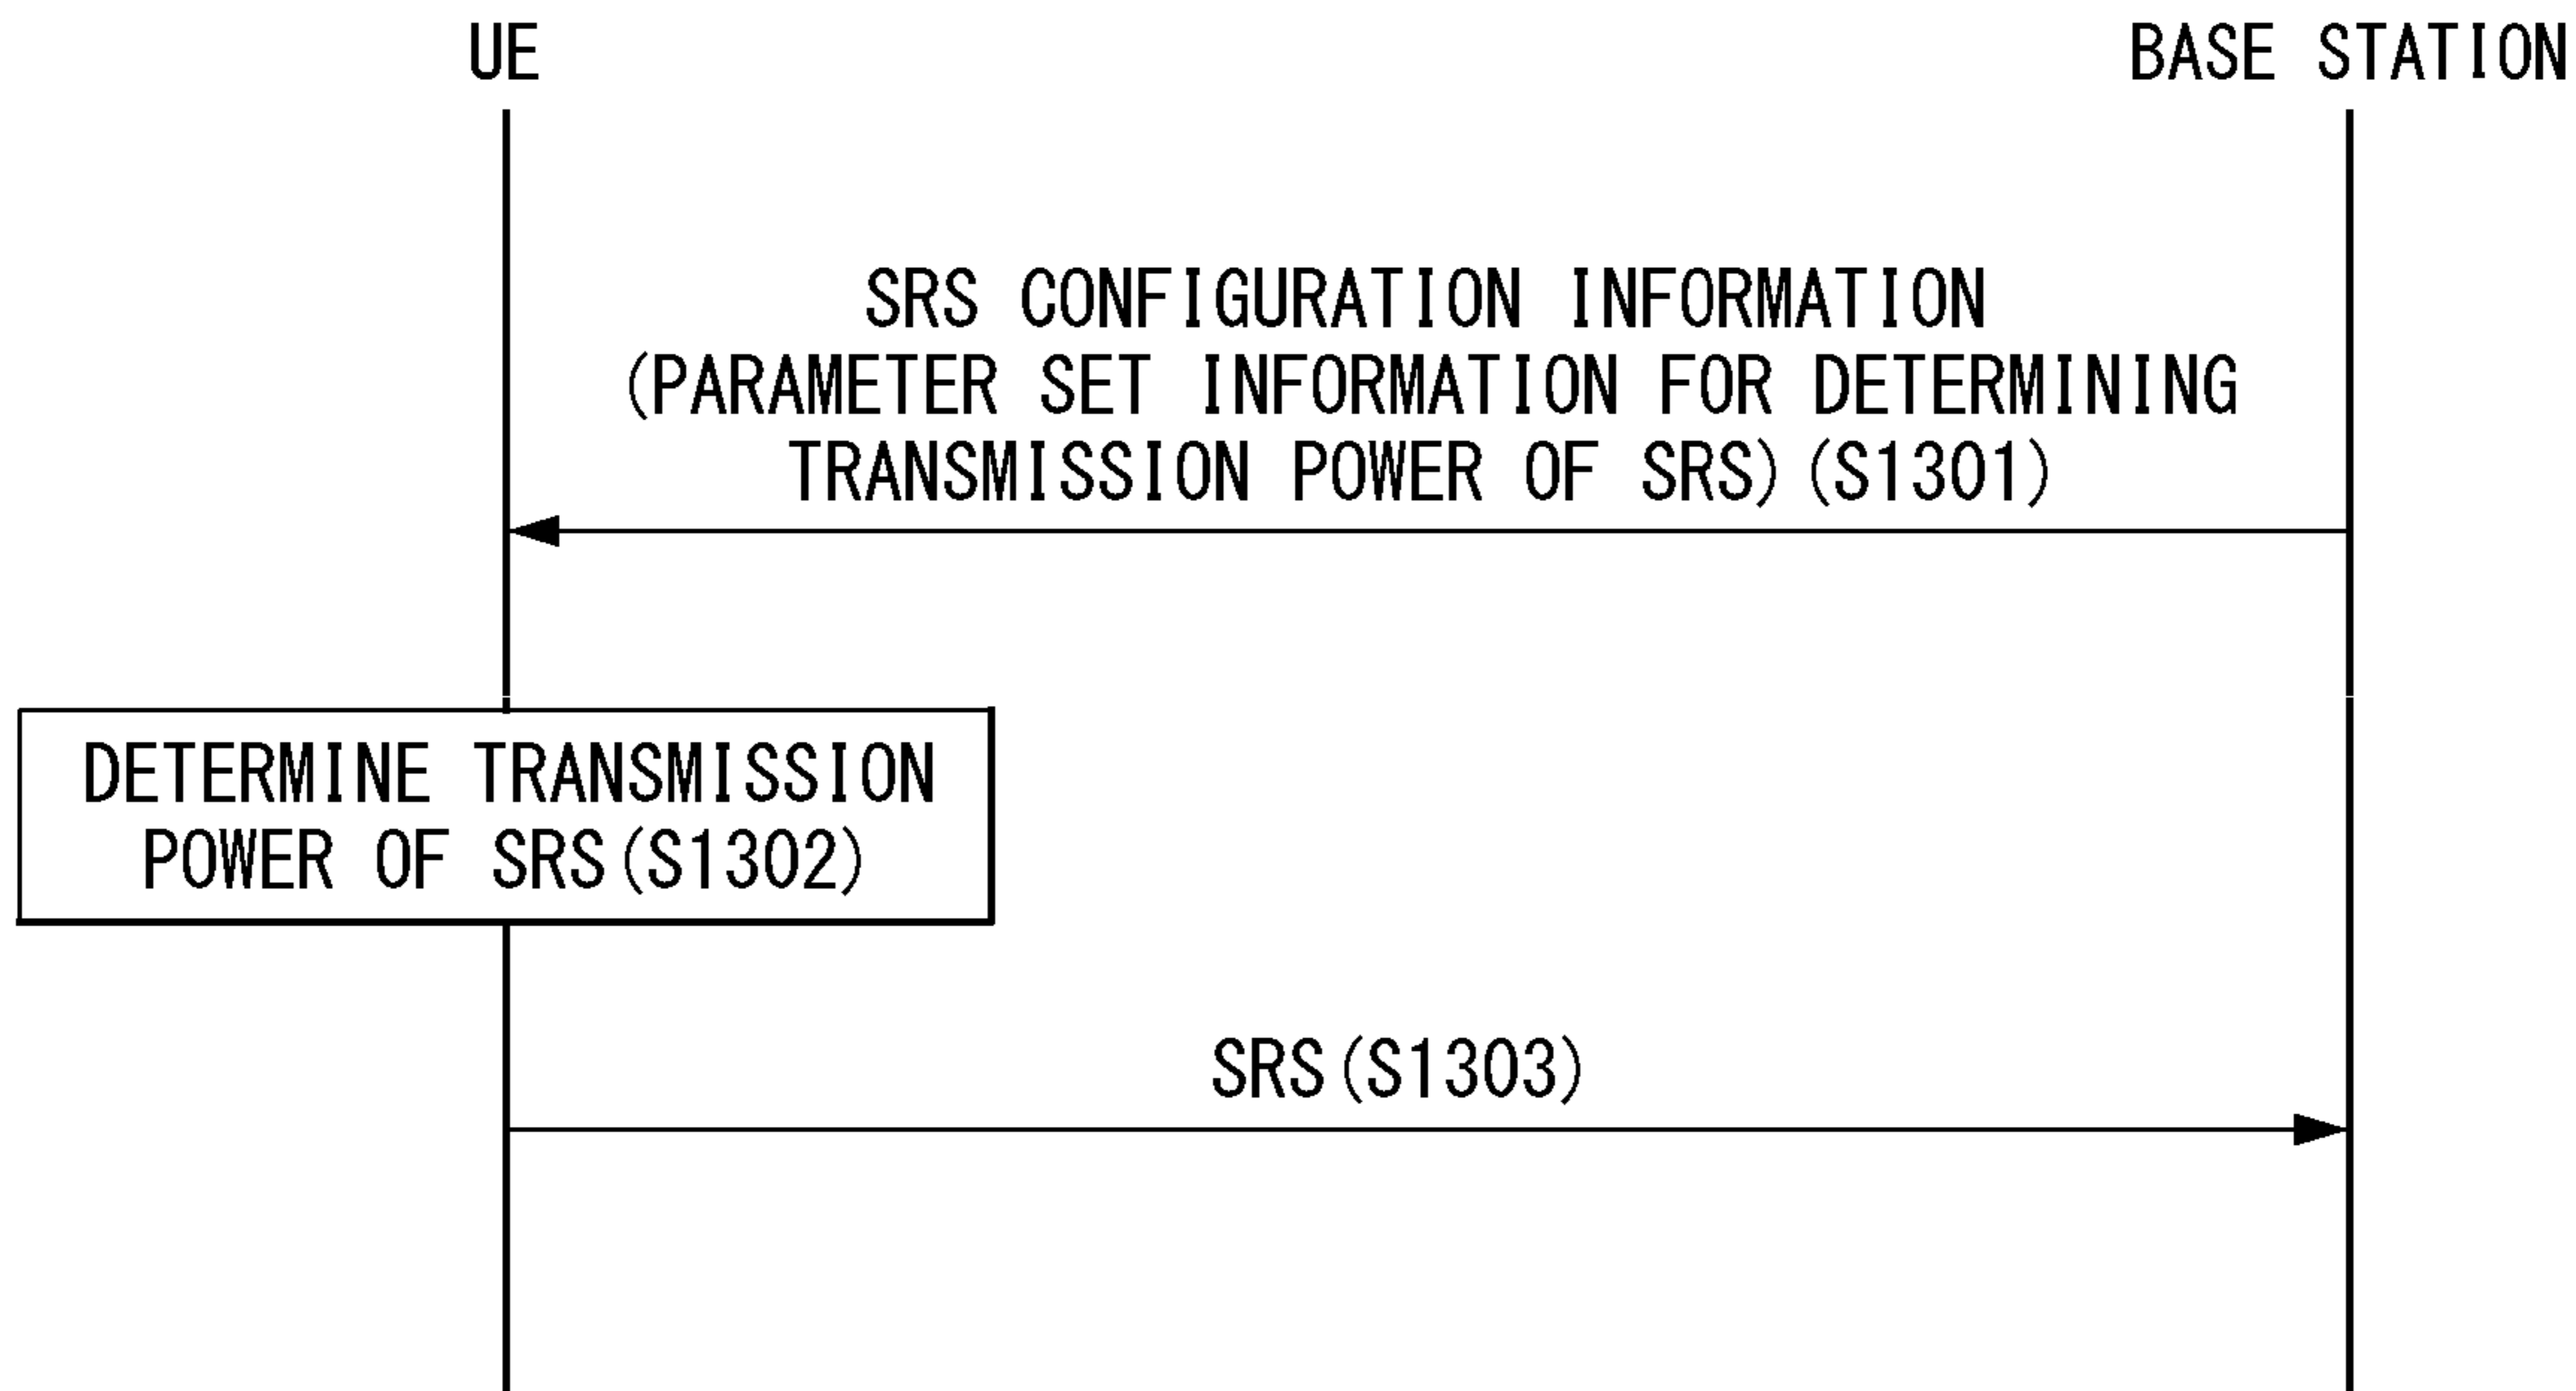 UE
BASE STATION
SRS CONFIGURATION INFORMATION
(PARAMETER SET INFORMATION FOR DETERMINING
TRANSMISSION POWER OF SRS)(S1301)
DETERMINE TRANSMISSION
POWER OF SRS(S1302)
SRS(S1303)